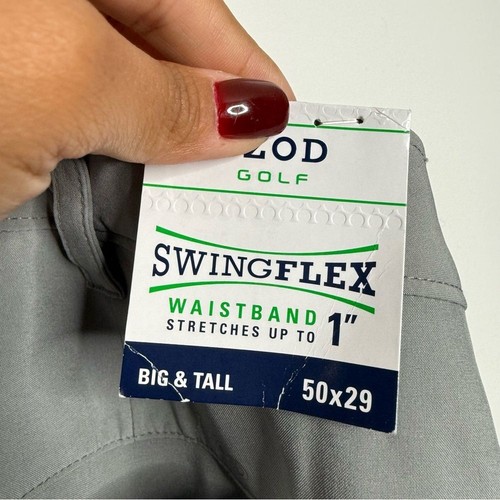 ZOD
GOLF
SWINGFLEX
WAISTBAND
STRETCHES UP TO 1"
BIG & TALL 50x29